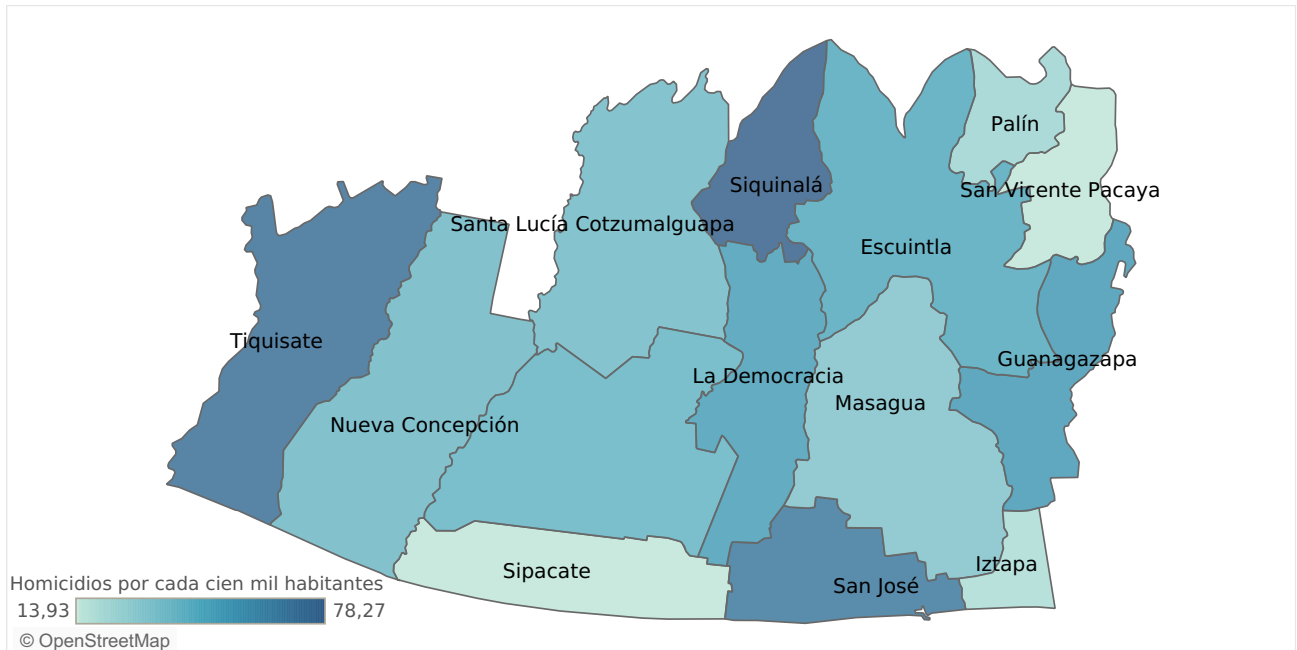 Palín
Siquinalá
San Vicente Pacaya
Santa Lucía Cotzumalguapa
Escuintla
Tiquisate
Guanagazapa
La Democracia
Masagua
Nueva Concepción
Iztapa
Sipacate
San José
Homicidios por cada cien mil habitantes
13,93 78,27
© OpenStreetMap